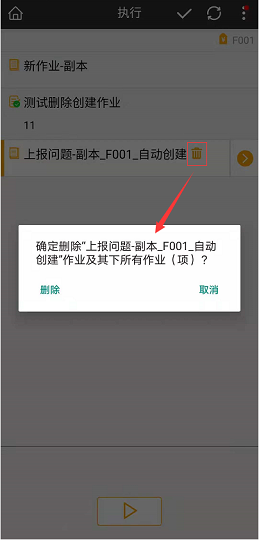 执行
F001
新作业-副本
测试删除创建作业
11
上报问题-副本_F001_自动创建
确定删除"上报问题-副本_F001_自动
创建"作业及其下所有作业（项）?
删除
取消